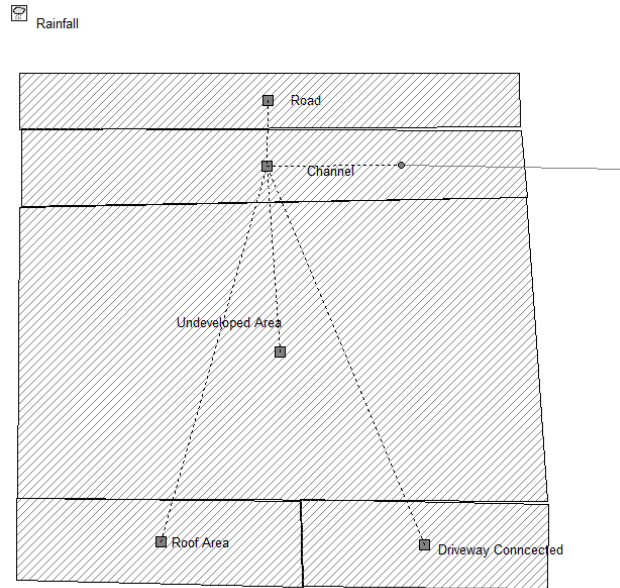 Rainfall
Road
Channel
Undeveloped Area
Roof Area
Driveway Conncected